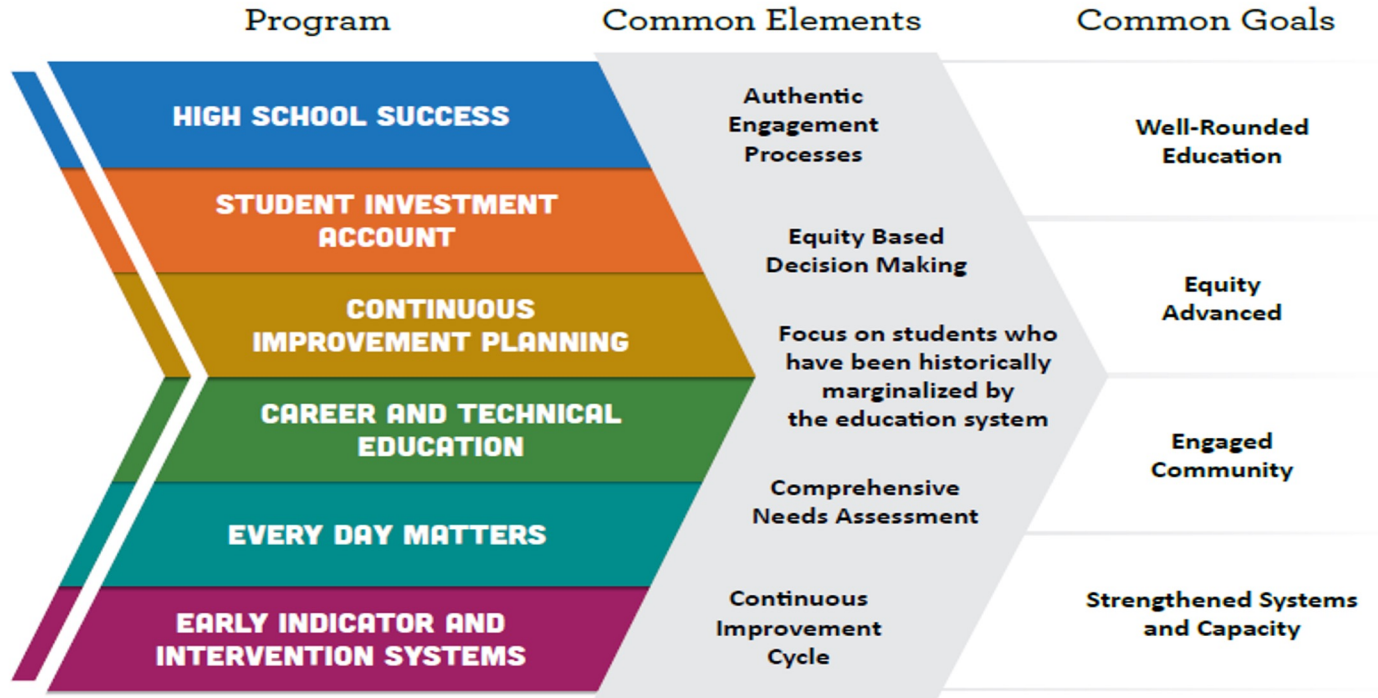 Program
Common Elements
Common Goals
HIGH SCHOOL SUCCESS
STUDENT INVESTMENT
ACCOUNT
CONTINUOUS
IMPROVEMENT PLANNING
CAREER AND TECHNICAL
EDUCATION
EVERY DAY MATTERS
EARLY INDICATOR AND
INTERVENTION SYSTEMS
Authentic
Engagement
Processes
Equity Based
Decision Making
Focus on students who
have been historically
marginalized by
the education system
Comprehensive
Needs Assessment
Continuous
Improvement
Cycle
Well-Rounded
Education
Equity
Advanced
Engaged
Community
Strengthened Systems
and Capacity